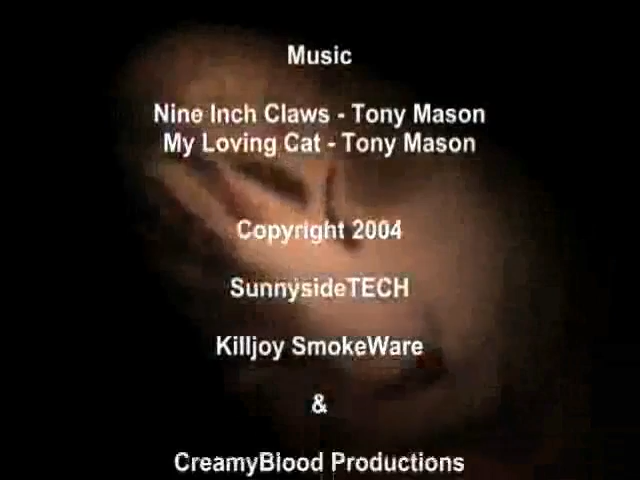 Music
Nine Inch Claws - Tony Mason
My Loving Cat - Tony Mason
Copyright 2004
SunnysideTECH
Killjoy SmokeWare
&
CreamyBlood Productions